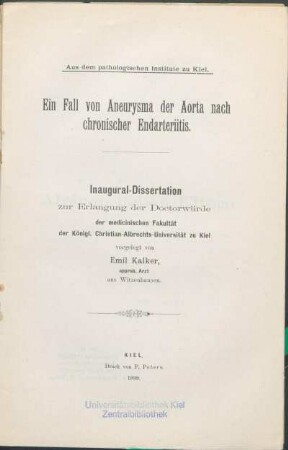 Aus dem pathologischen Institute zu Kiel.
Ein Fall von Aneurysma der Aorta nach
chronischer Endarteriitis.
Inaugural-Dissertation
zur Erlangung der Doctorwürde
der medicinischen Fakultät
der Königl. Christian-Albrechts-Universität zu Kiel
vorgelegt von
Emil Kalker,
approb. Arzt
aus Witzenhausen.
KIEL,
Druck von P. Peters.
Universitätsbibliothek Kiel
Zentralbibliothek